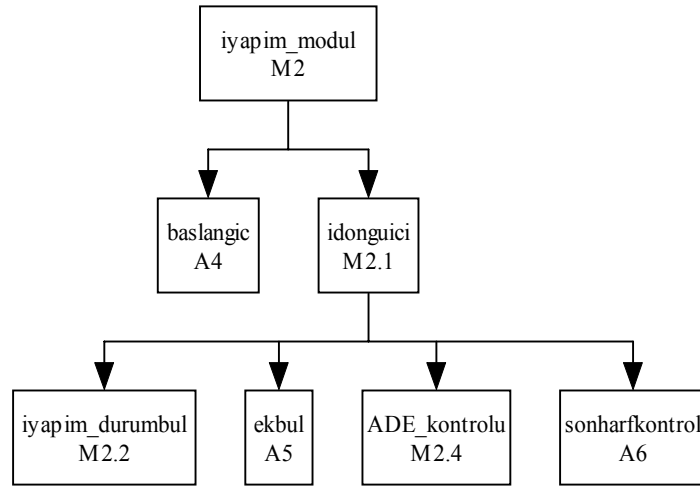 iyapim_modul
M2
baslangic
A4
idonguici
M2.1
iyapim_durumbul
M2.2
ekbul
A5
ADE_kontrolu
M2.4
sonharfkontrol
A6